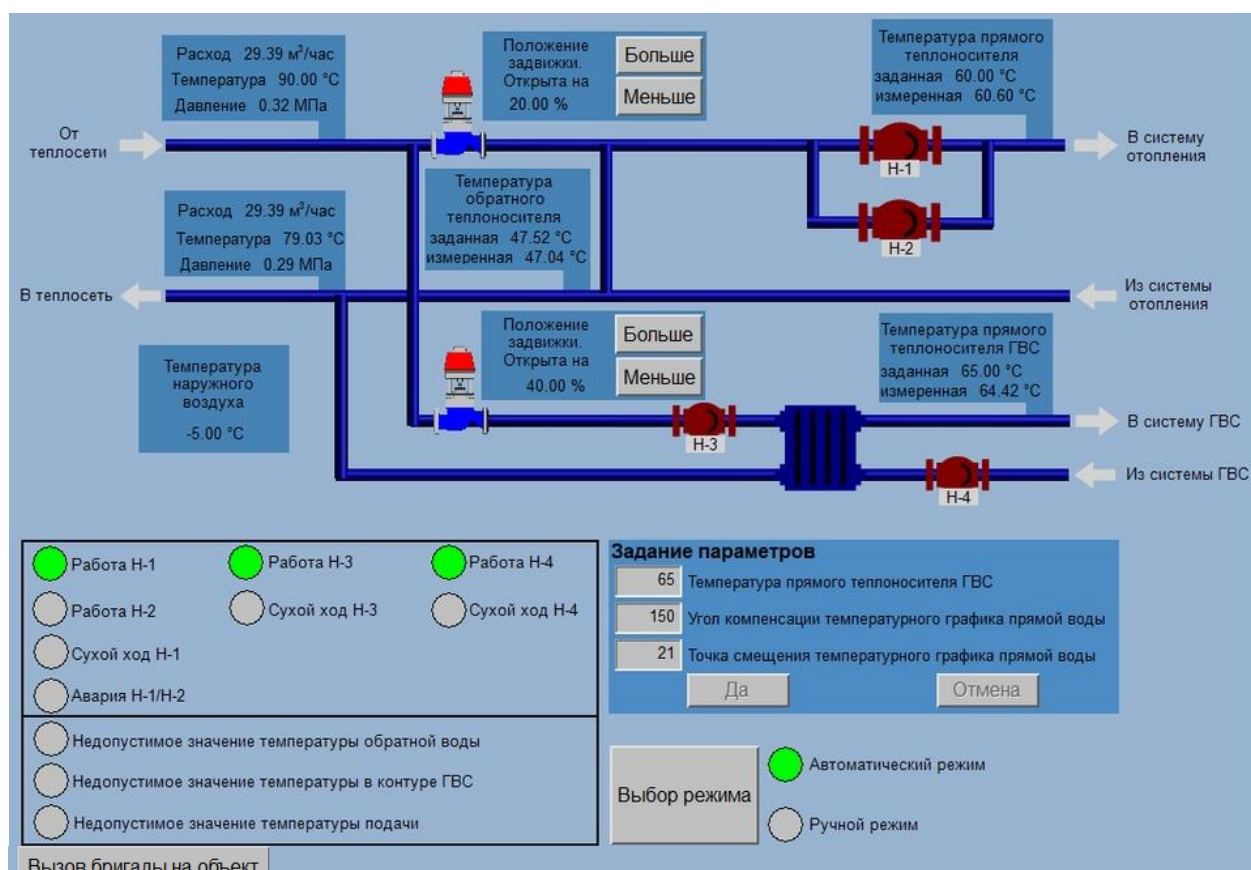 Расход 29.39 м³/час
Температура 90.00 °C
Давление 0.32 МПа
Положение
задвижки.
Открыта на
20.00 %
Больше
Меньше
Температура прямого
теплоносителя
заданная 60.00 °C
измеренная 60.60 °C
От
теплосети
В систему
отопления
Н-1
Н-2
Расход 29.39 м³/час
Температура 79.03 °C
Давление 0.29 МПа
Температура
обратного
теплоносителя
заданная 47.52 °C
измеренная 47.04 °C
В теплосеть
Из системы
отопления
Температура
наружного
воздуха
-5.00 °C
Положение
задвижки.
Открыта на
40.00 %
Больше
Меньше
Температура прямого
теплоносителя ГВС
заданная 65.00 °C
измеренная 64.42 °C
Н-3
В систему ГВС
Н-4
Из системы ГВС
Работа Н-1
Работа Н-3
Работа Н-4
Работа Н-2
Сухой ход Н-3
Сухой ход Н-4
Сухой ход Н-1
Авария Н-1/Н-2
Недопустимое значение температуры обратной воды
Недопустимое значение температуры в контуре ГВС
Недопустимое значение температуры подачи
Задание параметров
65 Температура прямого теплоносителя ГВС
150 Угол компенсации температурного графика прямой воды
21 Точка смещения температурного графика прямой воды
Да
Отмена
Выбор режима
Автоматический режим
Ручной режим
Вызов бригады на объект